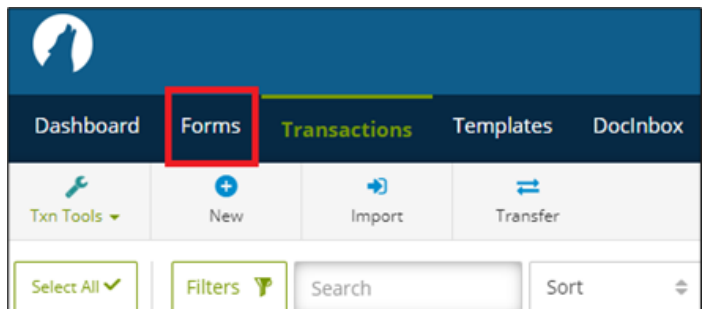 Dashboard Forms Transactions Templates DocInbox
Txn Tools New Import Transfer
Select All Filters Search Sort